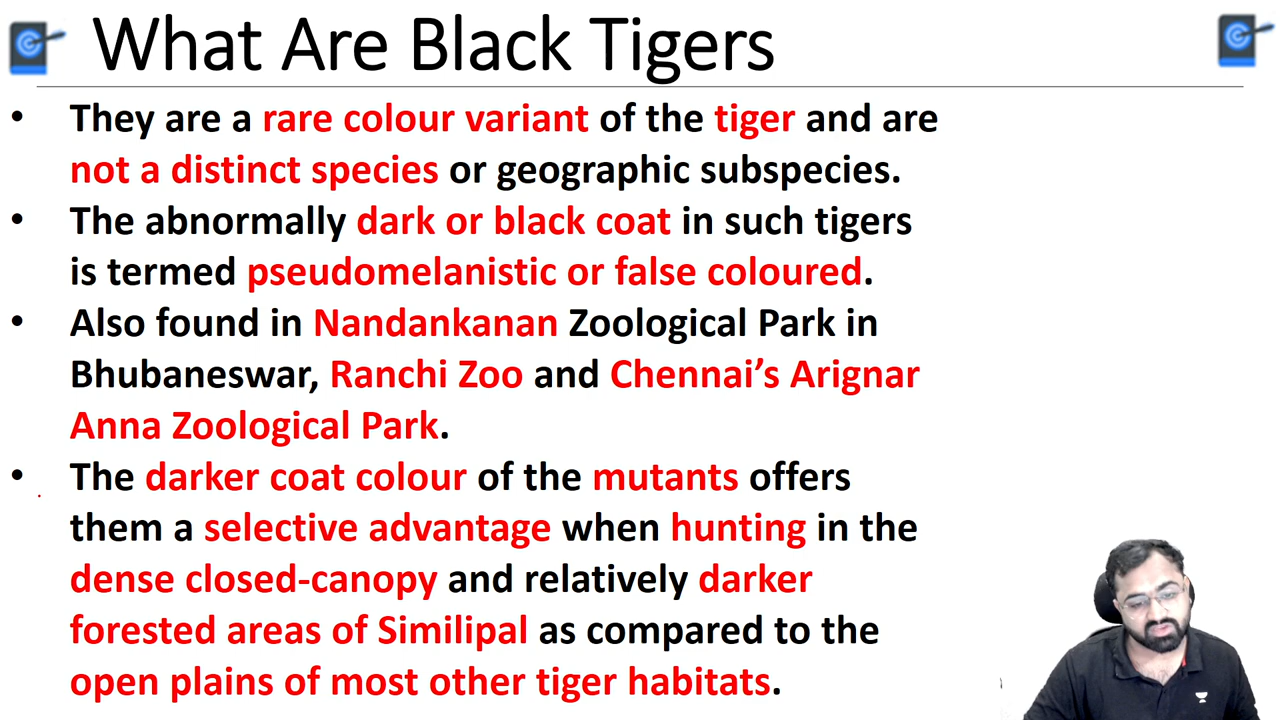 What Are Black Tigers
• They are a rare colour variant of the tiger and are
not a distinct species or geographic subspecies.
• The abnormally dark or black coat in such tigers
is termed pseudomelanistic or false coloured.
• Also found in Nandankanan Zoological Park in
Bhubaneswar, Ranchi Zoo and Chennai’s Arignar
Anna Zoological Park.
• The darker coat colour of the mutants offers
them a selective advantage when hunting in the
dense closed-canopy and relatively darker
forested areas of Similipal as compared to the
open plains of most other tiger habitats.